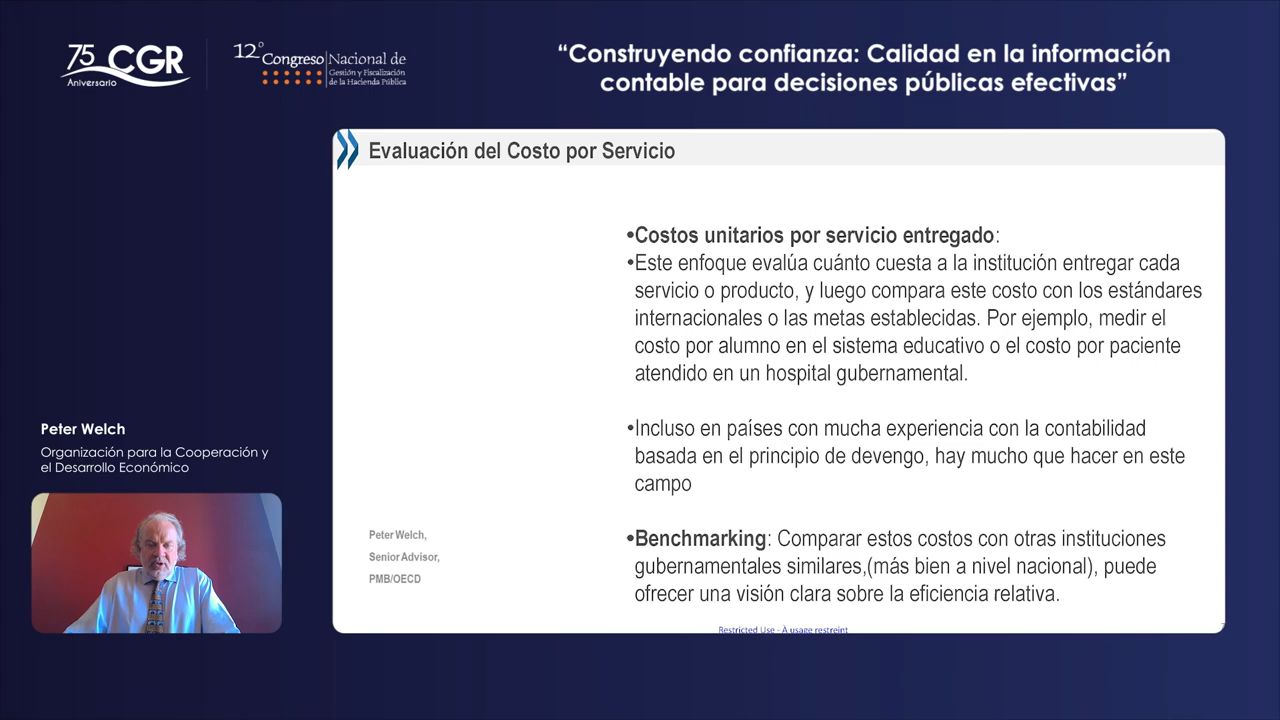 75 CGR
Aniversario
12° Congreso Nacional de
Gestión y Fiscalización
de la Hacienda Pública
“Construyendo confianza: Calidad en la información
contable para decisiones públicas efectivas”
Evaluación del Costo por Servicio
•Costos unitarios por servicio entregado:
•Este enfoque evalúa cuánto cuesta a la institución entregar cada
servicio o producto, y luego compara este costo con los estándares
internacionales o las metas establecidas. Por ejemplo, medir el
costo por alumno en el sistema educativo o el costo por paciente
atendido en un hospital gubernamental.
•Incluso en países con mucha experiencia con la contabilidad
basada en el principio de devengo, hay mucho que hacer en este
campo
•Benchmarking: Comparar estos costos con otras instituciones
gubernamentales similares,(más bien a nivel nacional), puede
ofrecer una visión clara sobre la eficiencia relativa.
Peter Welch,
Senior Advisor,
PMB/OECD
Restricted Use - À usage restreint
Peter Welch
Organización para la Cooperación y
el Desarrollo Económico